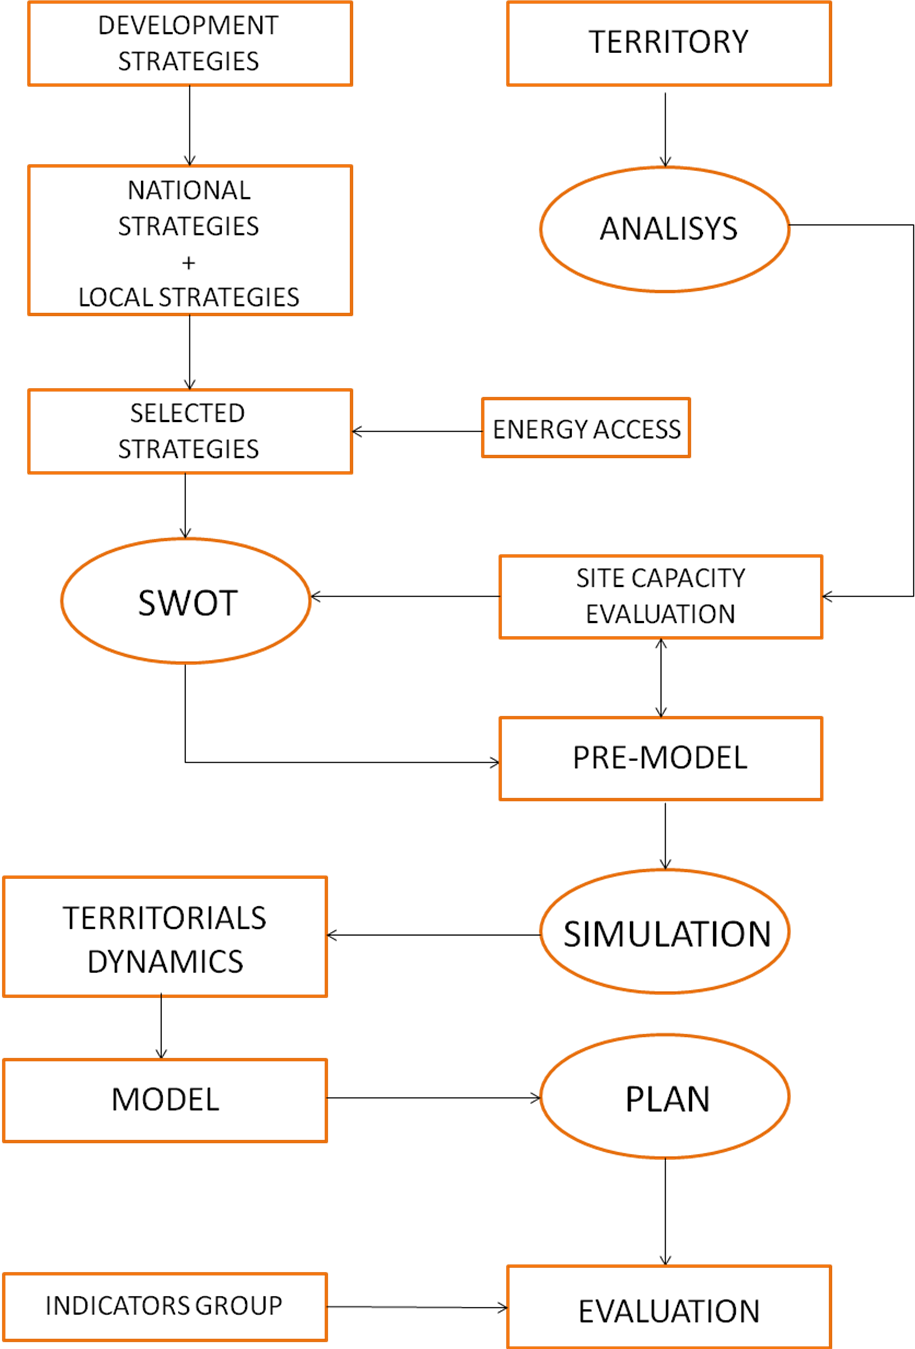 DEVELOPMENT
STRATEGIES
TERRITORY
NATIONAL
STRATEGIES
+
LOCAL STRATEGIES
ANALISYS
SELECTED
STRATEGIES
ENERGY ACCESS
SWOT
SITE CAPACITY
EVALUATION
PRE-MODEL
TERRITORIALS
DYNAMICS
SIMULATION
MODEL
PLAN
INDICATORS GROUP
EVALUATION